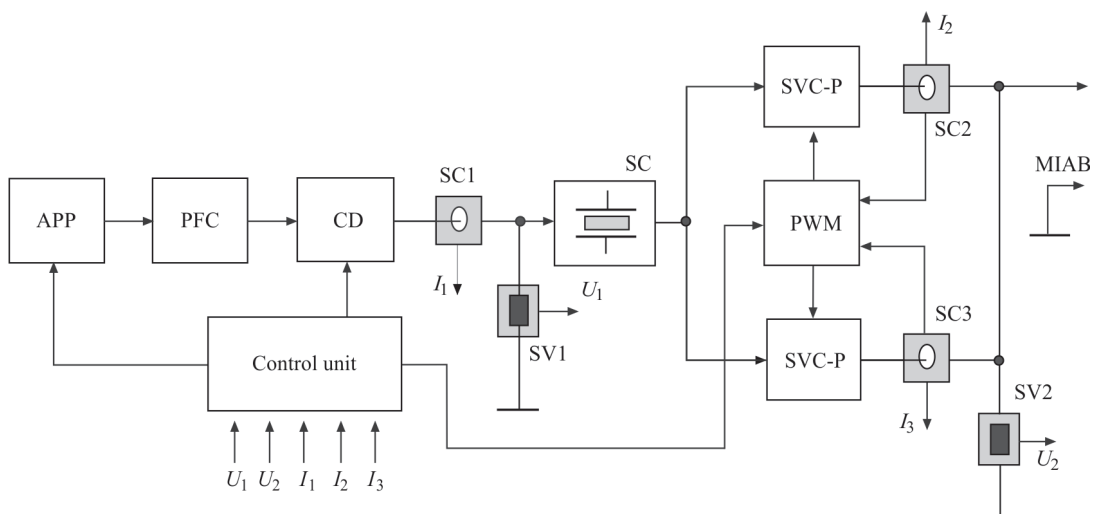 I₂
SVC-P
SC2
SC
SC1
MIAB
APP
PFC
CD
PWM
I₁
U₁
SV1
SC3
Control unit
SVC-P
I₃
SV2
U₂
U₁ U₂ I₁ I₂ I₃